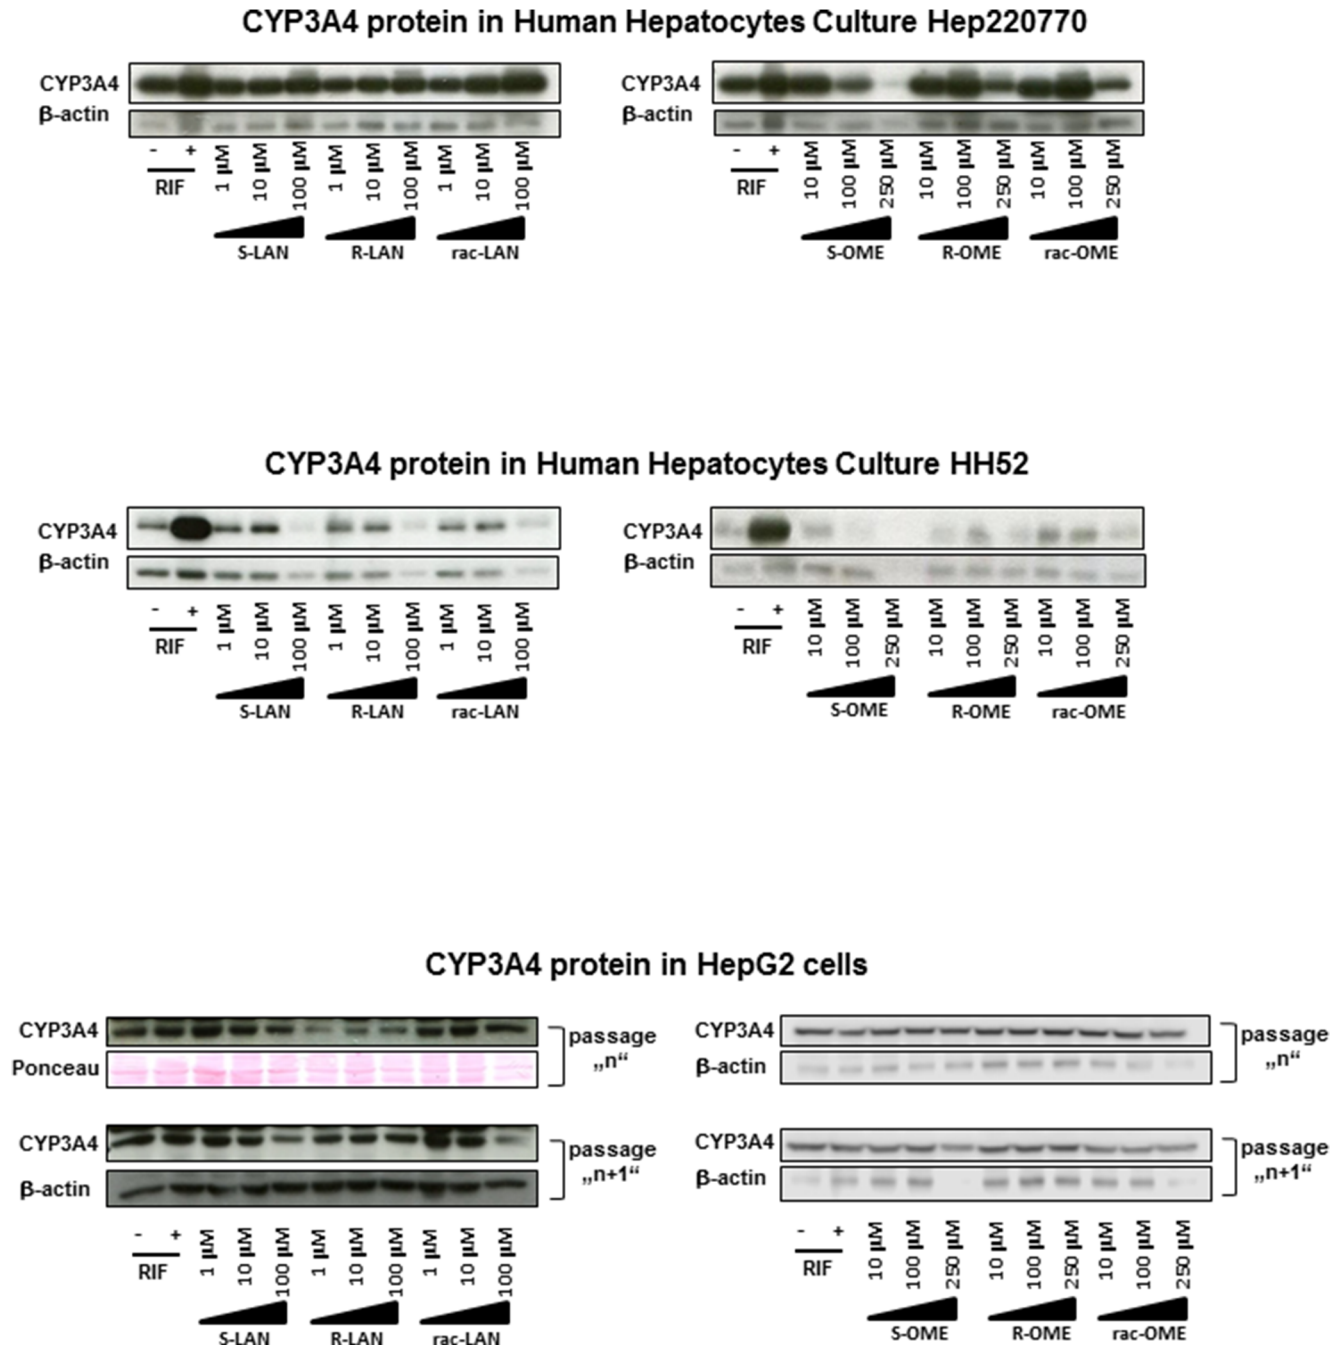 CYP3A4 protein in Human Hepatocytes Culture Hep220770
CYP3A4
β-actin
- +
RIF
1 µM
10 µM
100 µM
1 µM
10 µM
100 µM
1 µM
10 µM
100 µM
S-LAN
R-LAN
rac-LAN
CYP3A4
β-actin
- +
RIF
10 µM
100 µM
250 µM
10 µM
100 µM
250 µM
10 µM
100 µM
250 µM
S-OME
R-OME
rac-OME
CYP3A4 protein in Human Hepatocytes Culture HH52
CYP3A4
β-actin
- +
RIF
1 µM
10 µM
100 µM
1 µM
10 µM
100 µM
1 µM
10 µM
100 µM
S-LAN
R-LAN
rac-LAN
CYP3A4
β-actin
- +
RIF
10 µM
100 µM
250 µM
10 µM
100 µM
250 µM
10 µM
100 µM
250 µM
S-OME
R-OME
rac-OME
CYP3A4 protein in HepG2 cells
CYP3A4
Ponceau
passage
„n“
CYP3A4
β-actin
passage
„n+1“
- +
RIF
1 µM
10 µM
100 µM
1 µM
10 µM
100 µM
1 µM
10 µM
100 µM
S-LAN
R-LAN
rac-LAN
CYP3A4
β-actin
passage
„n“
CYP3A4
β-actin
passage
„n+1“
- +
RIF
10 µM
100 µM
250 µM
10 µM
100 µM
250 µM
10 µM
100 µM
250 µM
S-OME
R-OME
rac-OME